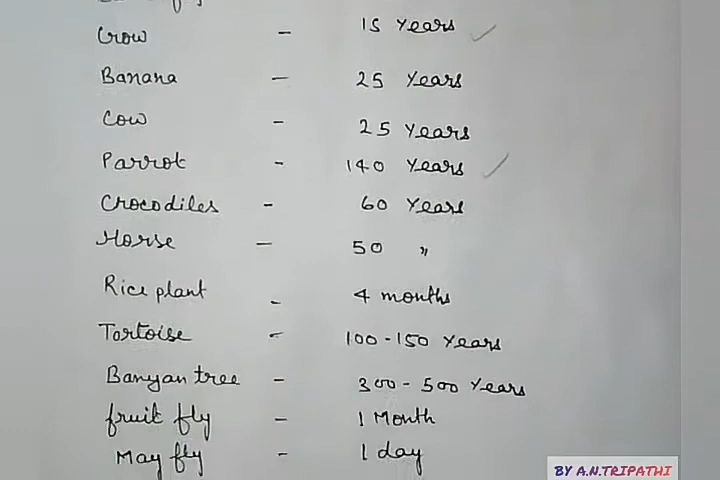 Crow - 15 Years ✓
Banana - 25 Years
Cow - 25 Years
Parrot - 140 Years ✓
Crocodiles - 60 Years
Horse - 50 "
Rice plant - 4 months
Tortoise - 100-150 Years
Banyan tree - 300-500 Years
fruit fly - 1 Month
May fly - 1 day
BY A.N.TRIPATHI